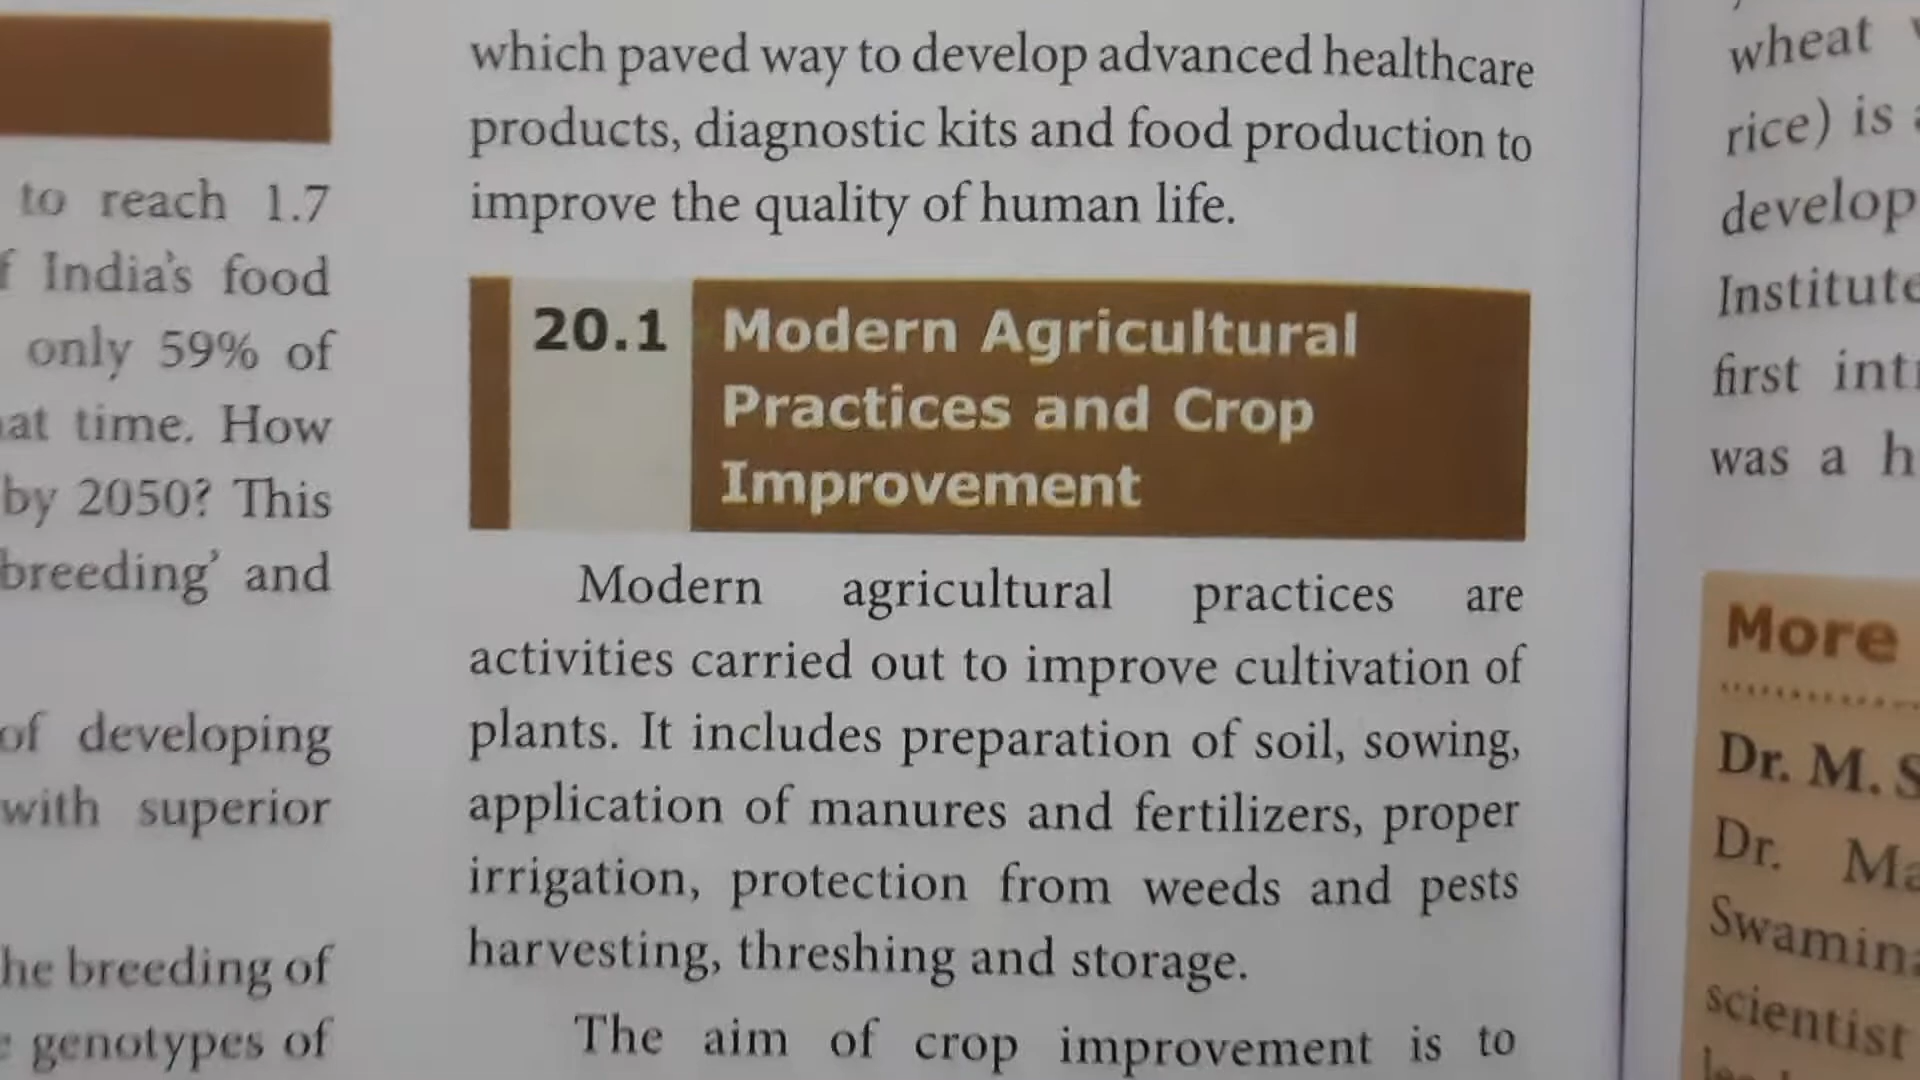 to reach 1.7
India's food
only 59% of
time. How
by 2050? This
breeding' and
of developing
with superior
breeding of
genotypes of
which paved way to develop advanced healthcare
products, diagnostic kits and food production to
improve the quality of human life.
20.1 Modern Agricultural
Practices and Crop
Improvement
Modern agricultural practices are
activities carried out to improve cultivation of
plants. It includes preparation of soil, sowing,
application of manures and fertilizers, proper
irrigation, protection from weeds and pests
harvesting, threshing and storage.
The aim of crop improvement is to
wheat
rice) is
develop
Institute
first
was a
More
Dr. M. S
Dr.
scientist